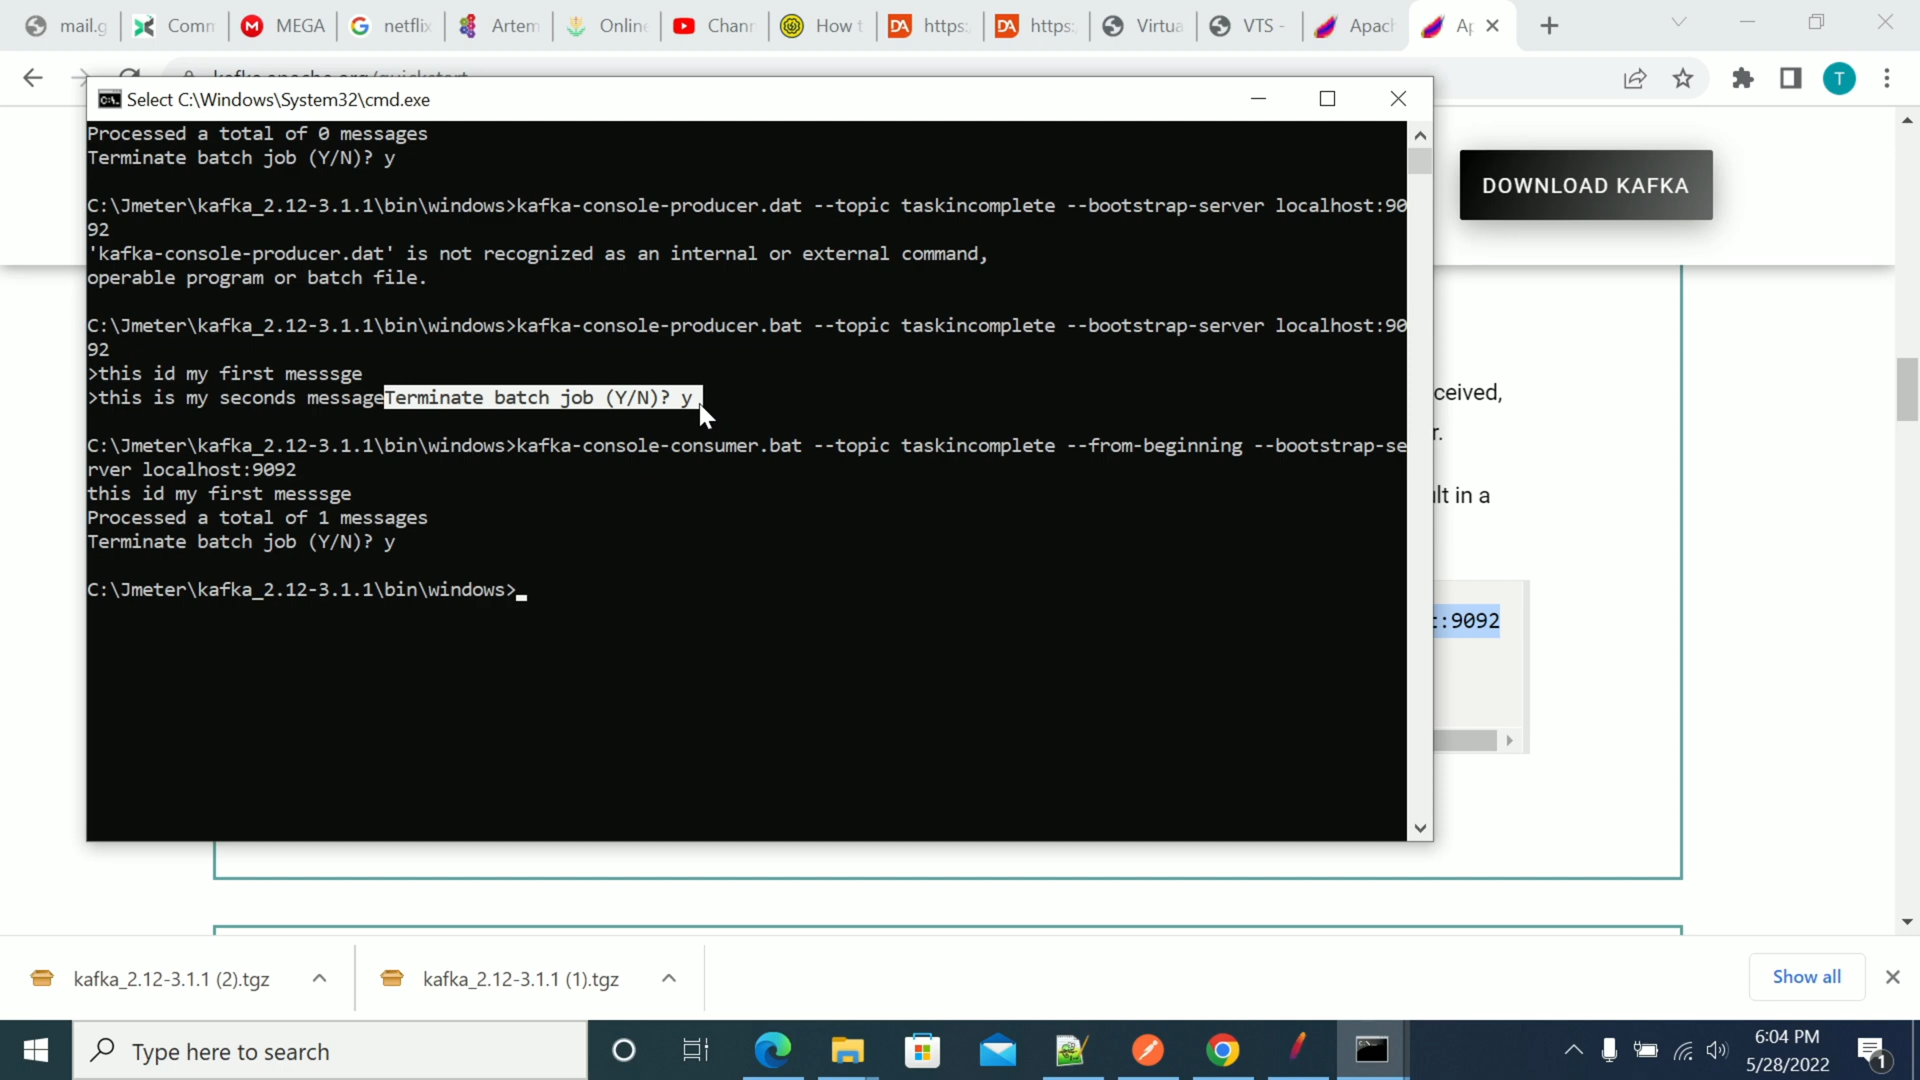 mail.g
Comm
MEGA
netflix
Artem
Online
Chann
How t
https:
https:
Virtua
VTS -
Apach
Ap
Select C:\Windows\System32\cmd.exe
Processed a total of 0 messages
Terminate batch job (Y/N)? y
C:\Jmeter\kafka_2.12-3.1.1\bin\windows>kafka-console-producer.dat --topic taskincomplete --bootstrap-server localhost:90
92
'kafka-console-producer.dat' is not recognized as an internal or external command,
operable program or batch file.
C:\Jmeter\kafka_2.12-3.1.1\bin\windows>kafka-console-producer.bat --topic taskincomplete --bootstrap-server localhost:90
92
>this id my first messsge
>this is my seconds messageTerminate batch job (Y/N)? y
C:\Jmeter\kafka_2.12-3.1.1\bin\windows>kafka-console-consumer.bat --topic taskincomplete --from-beginning --bootstrap-se
rver localhost:9092
this id my first messsge
Processed a total of 1 messages
Terminate batch job (Y/N)? y
C:\Jmeter\kafka_2.12-3.1.1\bin\windows>
T
DOWNLOAD KAFKA
ceived,
r.
lt in a
:9092
kafka_2.12-3.1.1 (2).tgz
kafka_2.12-3.1.1 (1).tgz
Show all
Type here to search
6:04 PM
5/28/2022
1